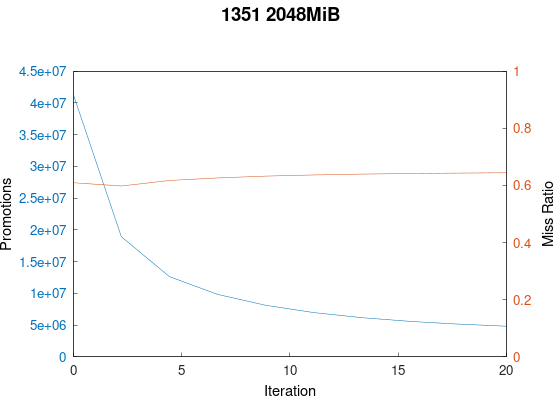 1351 2048MiB
4.5e+07
4e+07
3.5e+07
3e+07
2.5e+07
2e+07
1.5e+07
1e+07
5e+06
0
Promotions
1
0.8
0.6
0.4
0.2
0
Miss Ratio
0 5 10 15 20
Iteration